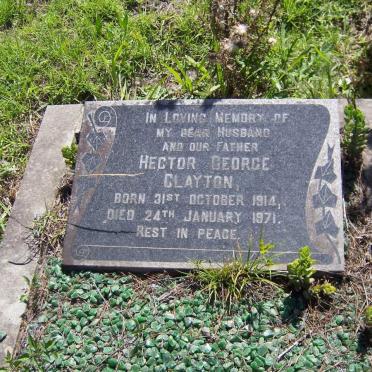 In Loving Memory of
my dear Husband
and our Father
Hector George
Clayton,
born 31st October 1914,
Died 24th January 1971.
Rest in peace.